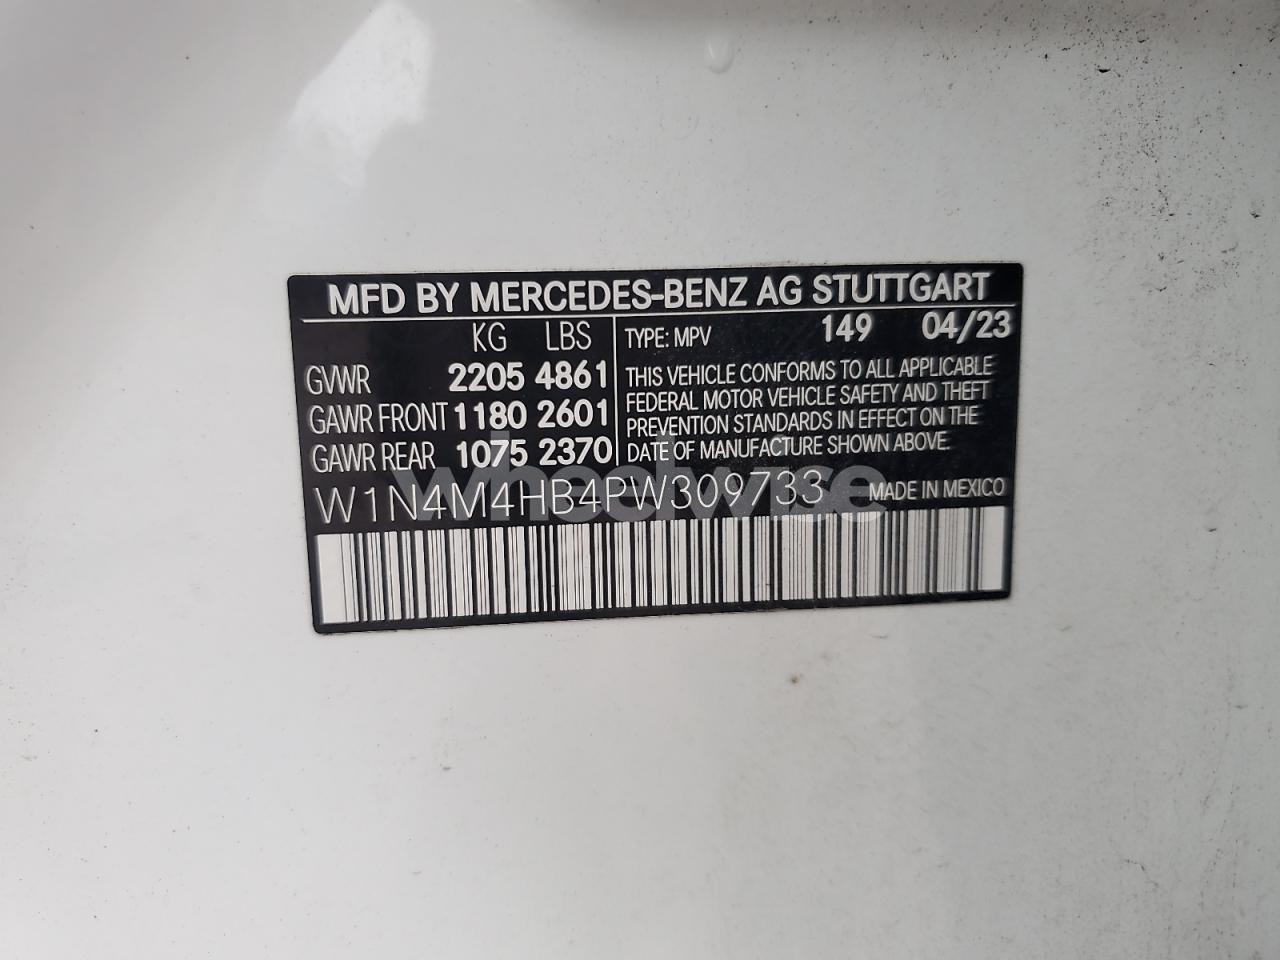 MFD BY MERCEDES-BENZ AG STUTTGART
KG LBS
GVWR 2205 4861
GAWR FRONT 1180 2601
GAWR REAR 1075 2370
TYPE: MPV 149 04/23
THIS VEHICLE CONFORMS TO ALL APPLICABLE
FEDERAL MOTOR VEHICLE SAFETY AND THEFT
PREVENTION STANDARDS IN EFFECT ON THE
DATE OF MANUFACTURE SHOWN ABOVE.
W1N4M4HB4PW309733 MADE IN MEXICO
wheelwise